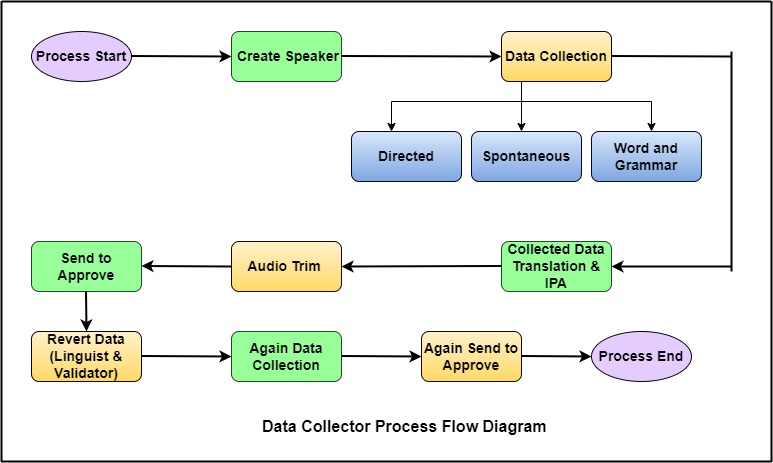 Process Start
Create Speaker
Data Collection
Directed
Spontaneous
Word and
Grammar
Send to
Approve
Audio Trim
Collected Data
Translation &
IPA
Revert Data
(Linguist &
Validator)
Again Data
Collection
Again Send to
Approve
Process End
Data Collector Process Flow Diagram